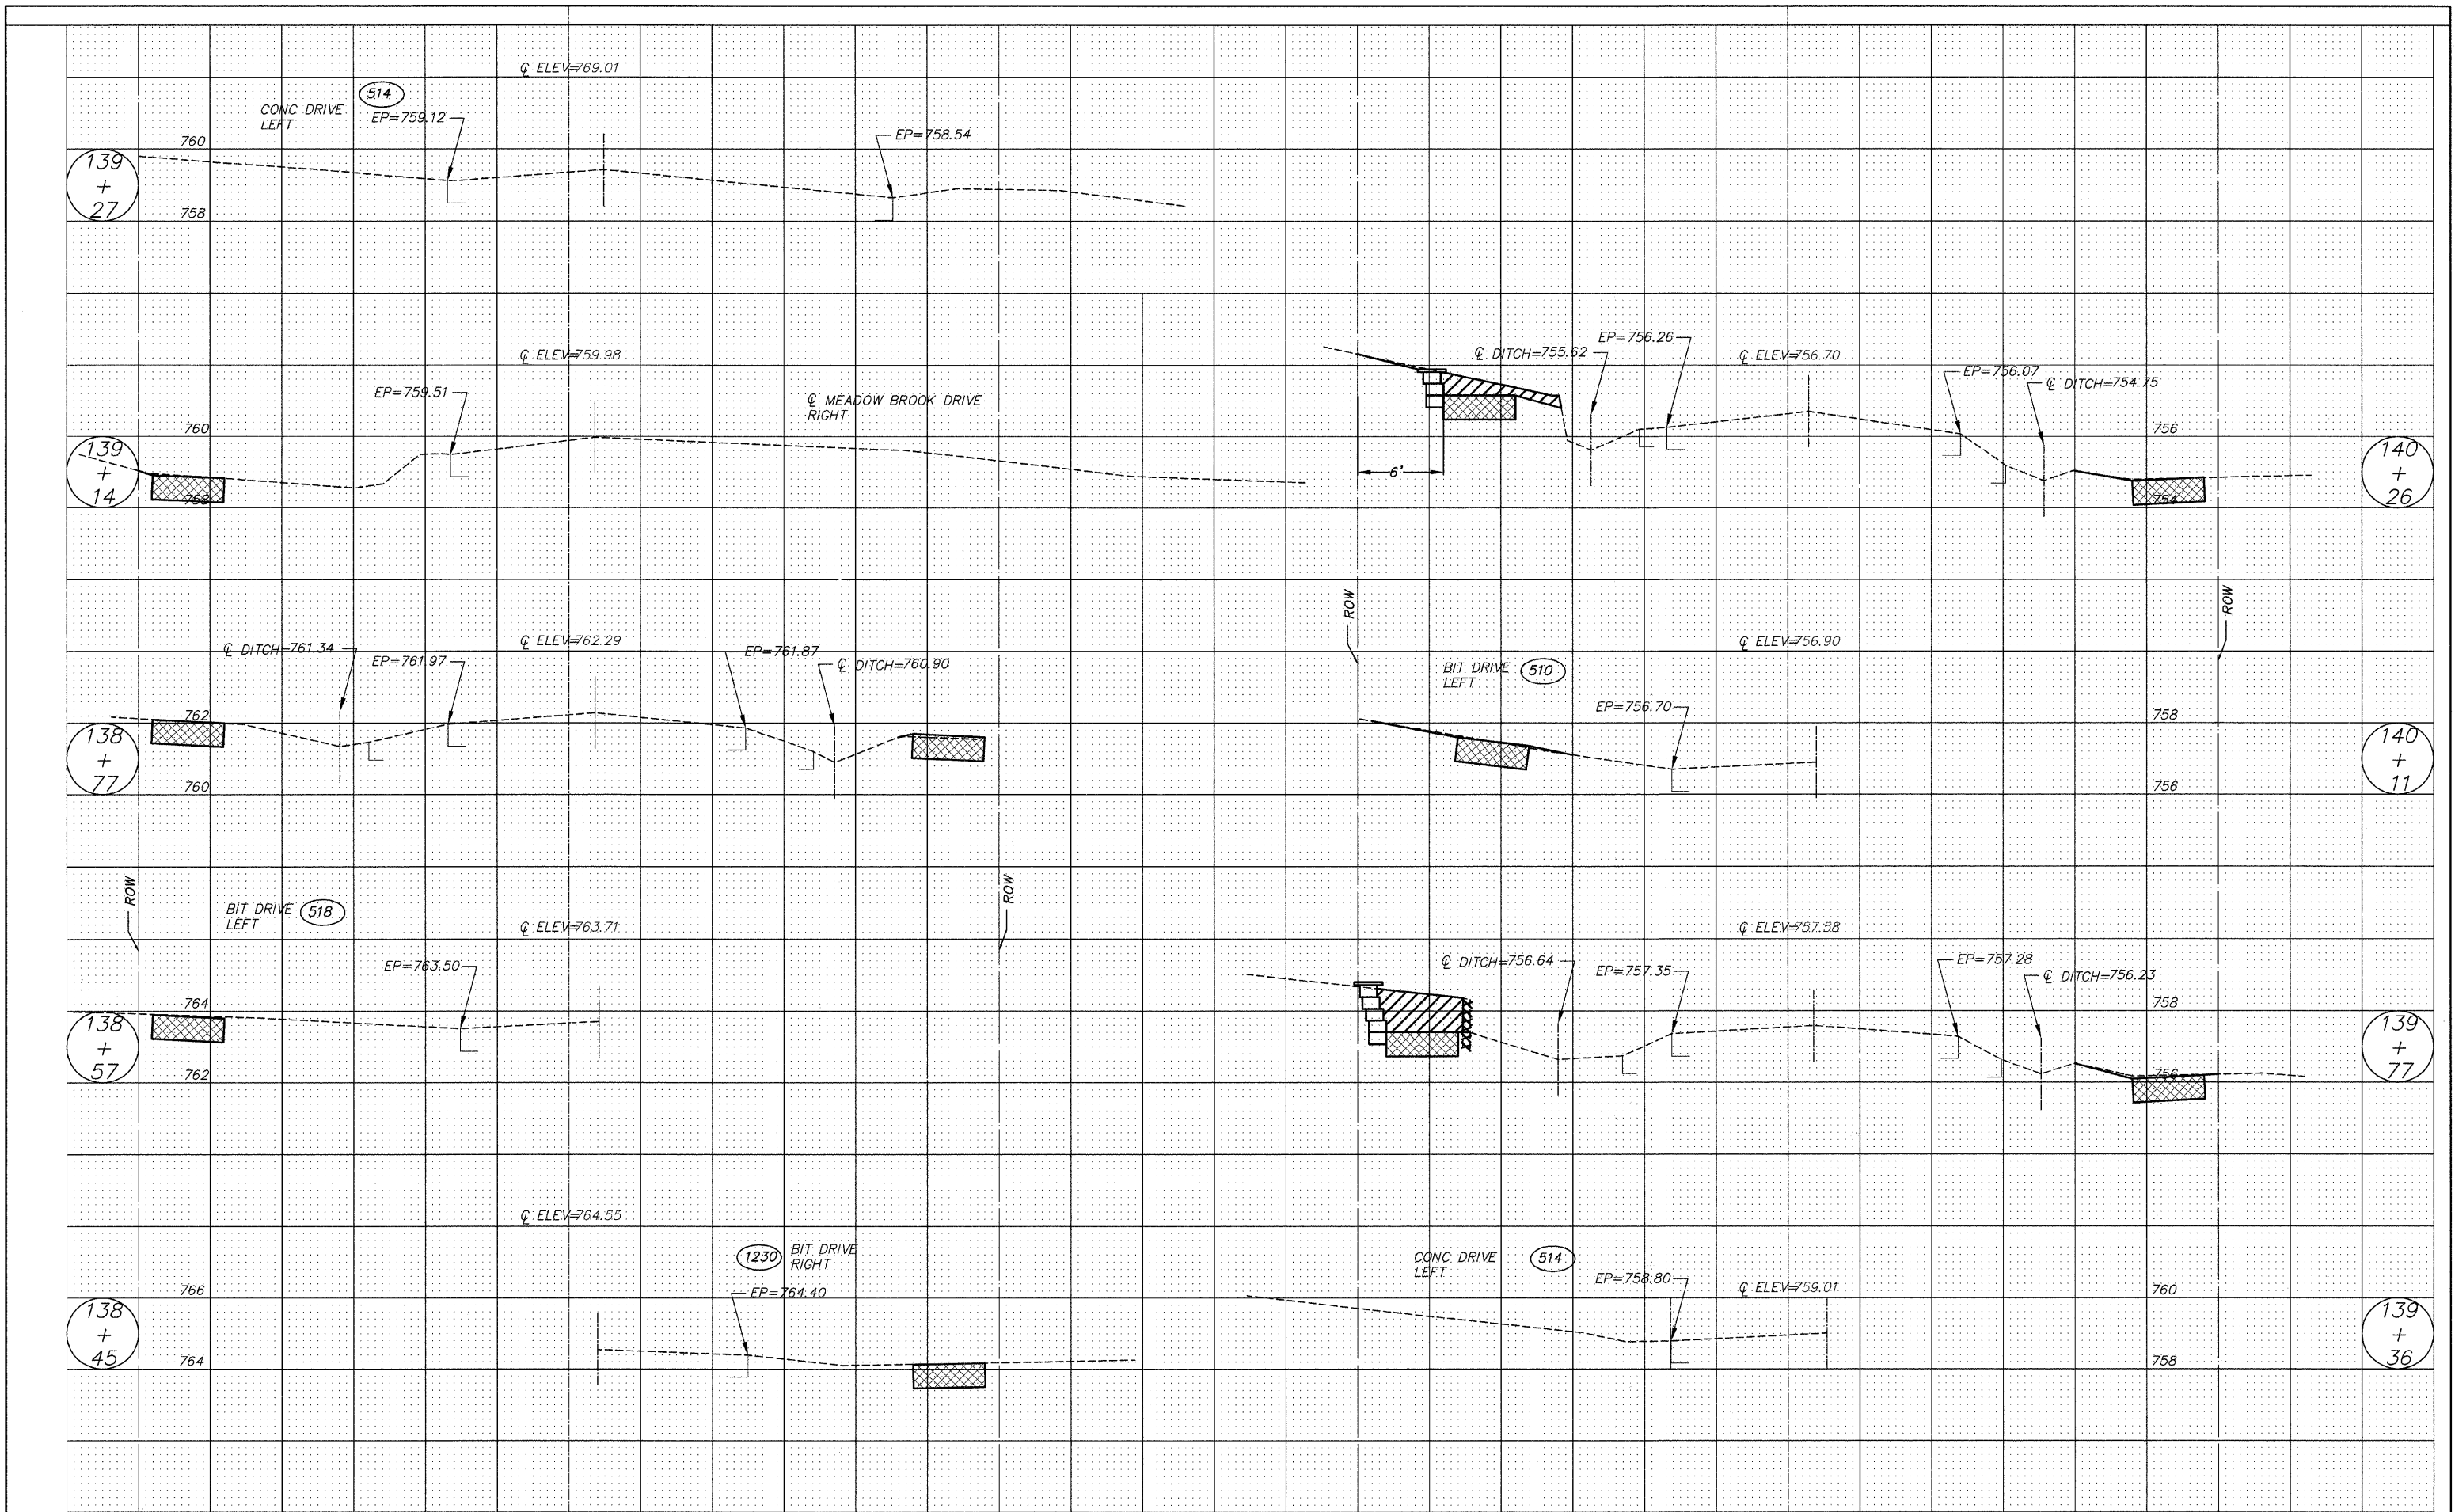 ℄ ELEV=769.01
514
CONC DRIVE
LEFT
EP=759.12
EP=758.54
760
758
139
+
27
℄ ELEV=759.98
EP=759.51
℄ MEADOW BROOK DRIVE
RIGHT
760
758
139
+
14
℄ DITCH=755.62
EP=756.26
℄ ELEV=756.70
EP=756.07
℄ DITCH=754.75
6'
756
754
140
+
26
℄ DITCH=761.34
EP=761.97
℄ ELEV=762.29
EP=761.87
℄ DITCH=760.90
762
760
138
+
77
ROW
ROW
BIT DRIVE
LEFT
510
℄ ELEV=756.90
EP=756.70
758
756
140
+
11
ROW
ROW
BIT DRIVE
LEFT
518
℄ ELEV=763.71
EP=763.50
764
762
138
+
57
℄ DITCH=756.64
EP=757.35
℄ ELEV=757.58
EP=757.28
℄ DITCH=756.23
758
756
139
+
77
℄ ELEV=764.55
1230
BIT DRIVE
RIGHT
EP=764.40
766
764
138
+
45
CONC DRIVE
LEFT
514
EP=758.80
℄ ELEV=759.01
760
758
139
+
36